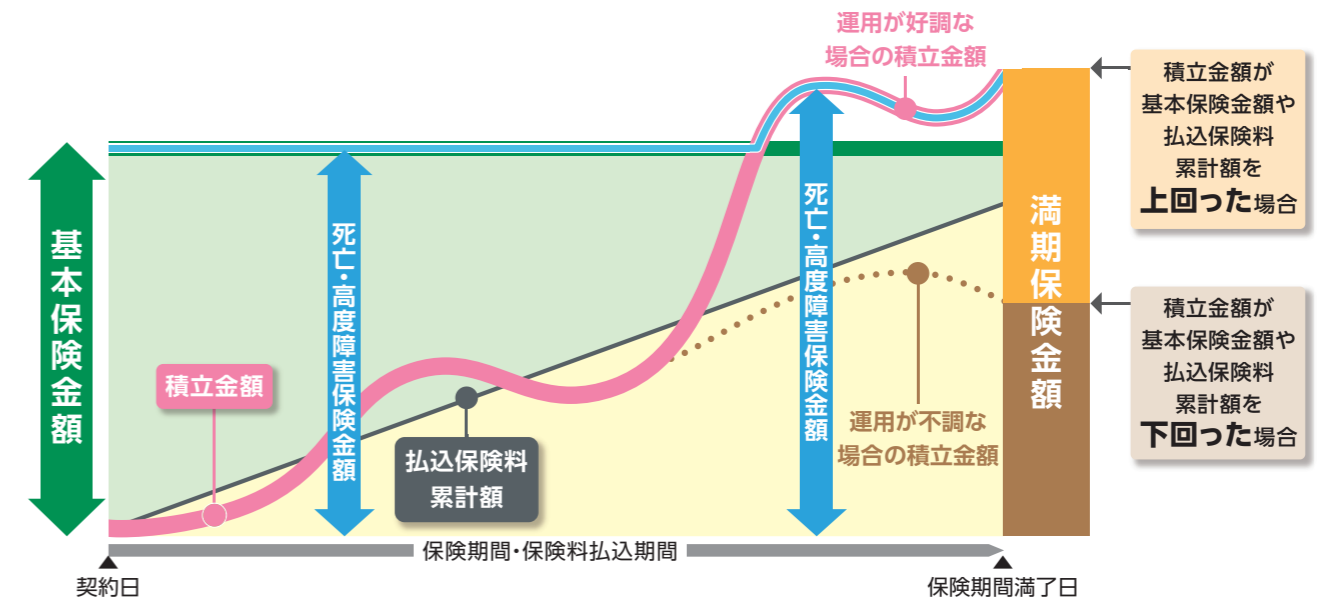 運用が好調な
場合の積立金額
積立金額が
基本保険金額や
払込保険料
累計額を
上回った場合
基本保険金額
死亡・高度障害保険金額
死亡・高度障害保険金額
満期保険金額
積立金額
払込保険料
累計額
運用が不調な
場合の積立金額
積立金額が
基本保険金額や
払込保険料
累計額を
下回った場合
保険期間・保険料払込期間
契約日
保険期間満了日